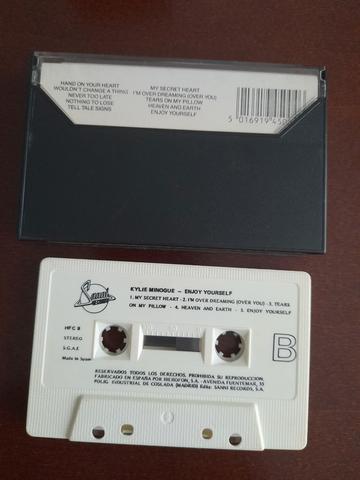 HAND ON YOUR HEART
WOULDN'T CHANGE A THING
NEVER TOO LATE
NOTHING TO LOSE
TELL TALE SIGNS
MY SECRET HEART
I'M OVER DREAMING (OVER YOU)
TEARS ON MY PILLOW
HEAVEN AND EARTH
ENJOY YOURSELF
5 016919 450
Sanni
KYLIE MINOGUE — ENJOY YOURSELF
1. MY SECRET HEART - 2. I'M OVER DREAMING (OVER YOU) - 3. TEARS
ON MY PILLOW - 4. HEAVEN AND EARTH - 5. ENJOY YOURSELF
HFC 9
STEREO
S.G.A.E.
Made in Spain
B
RESERVADOS TODOS LOS DERECHOS. PROHIBIDA SU REPRODUCCION.
FABRICADO EN ESPAÑA POR IBEROFON, S.A. - AVENIDA FUENTEMAR, 35
POLIG. INDUSTRIAL DE COSLADA (MADRID) Edita: SANNI RECORDS, S.A.